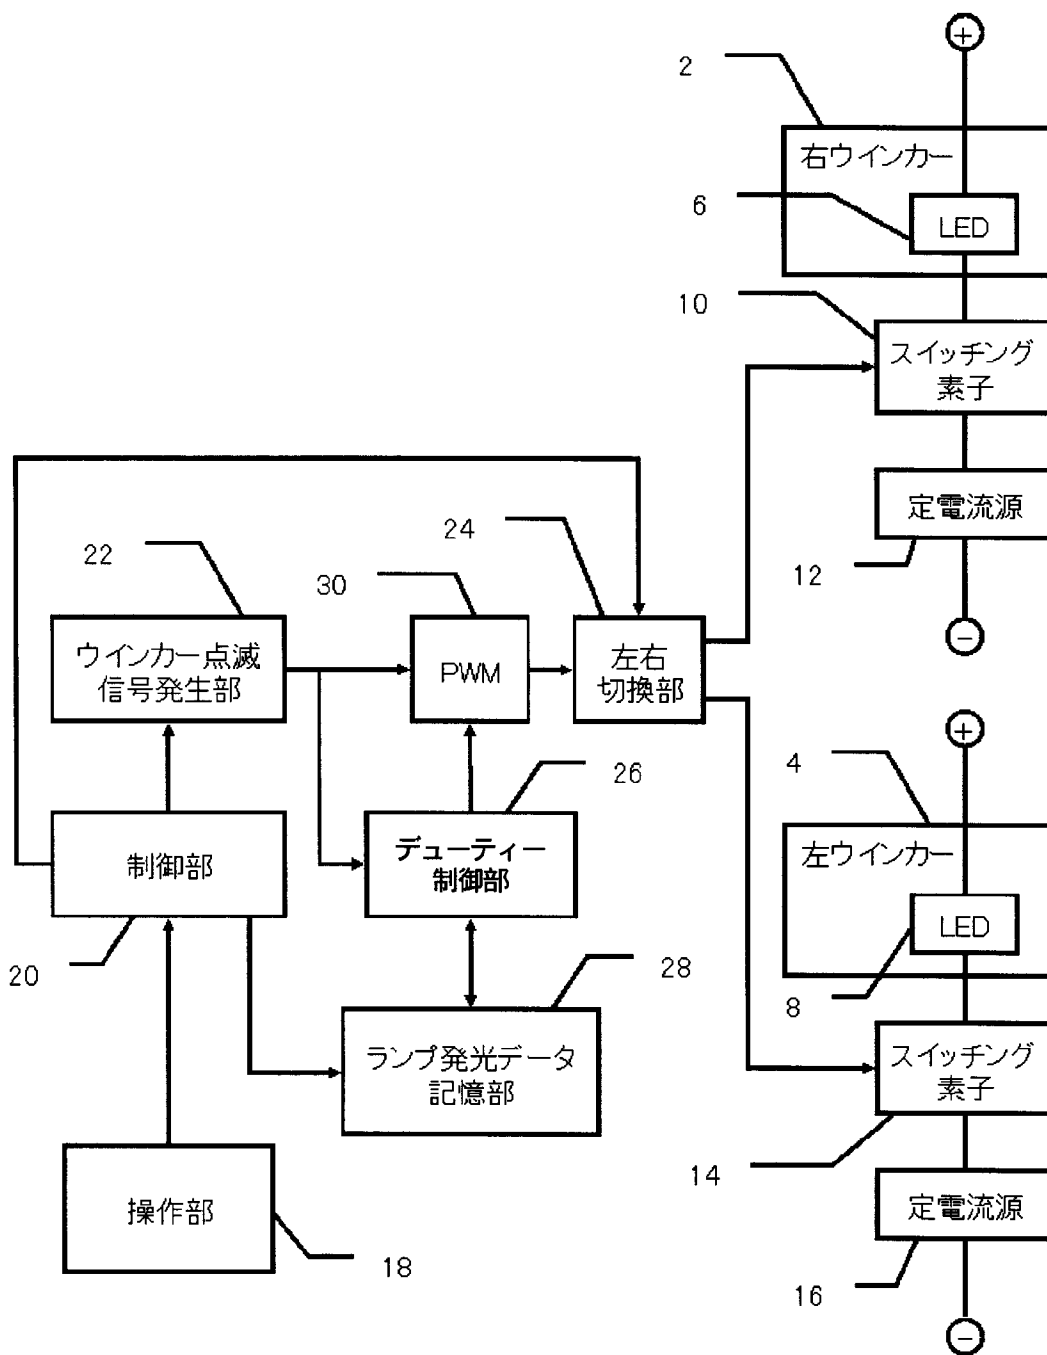 +
2
右ウインカー
6
LED
10
スイッチング
素子
定電流源
12
−
22
30
24
ウインカー点滅
信号発生部
PWM
左右
切換部
+
4
左ウインカー
LED
8
スイッチング
素子
14
定電流源
16
−
26
制御部
デューティー
制御部
20
28
ランプ発光データ
記憶部
操作部
18